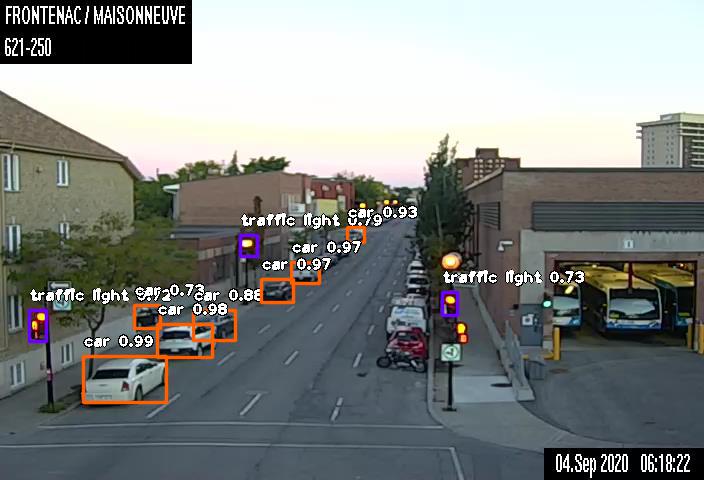 FRONTENAC / MAISONNEUVE
621-250
car 0.93
traffic light 0.79
car 0.97
car 0.97
traffic light 0.73
traffic light 0.72
car 0.73
car 0.88
car 0.98
car 0.99
04.Sep 2020 06:18:22